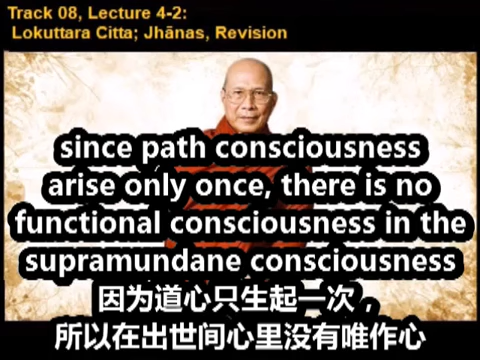 Track 08, Lecture 4-2:
Lokuttara Citta; Jhānas, Revision
since path consciousness
arise only once, there is no
functional consciousness in the
supramundane consciousness
因为道心只生起一次，
所以在出世间心里没有唯作心